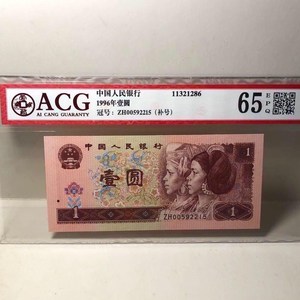 ACG
AI CANG GUARANTY
中国人民银行
11321286
1996年壹圆
冠号：ZH00592215（补号）
65 EPQ
中国人民银行
壹圆
1
1
ZH00592215